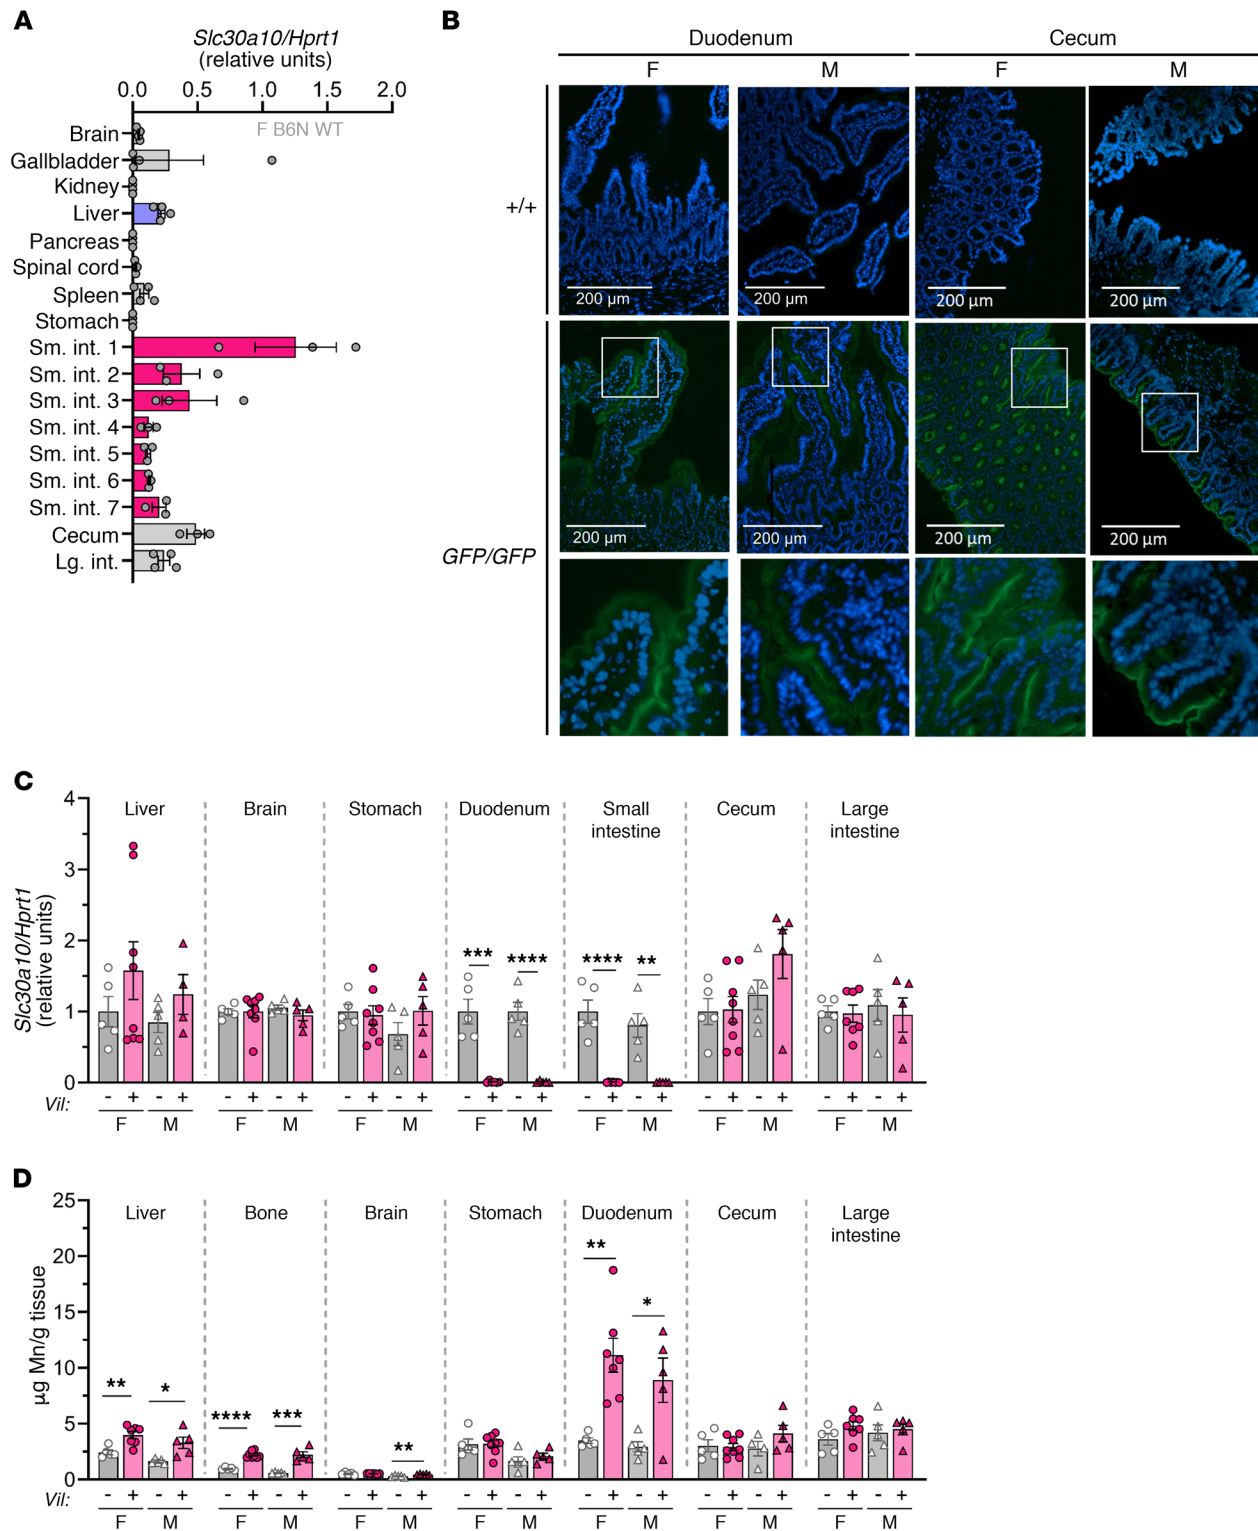 A
Slc30a10/Hprt1
(relative units)
0.0 0.5 1.0 1.5 2.0
F B6N WT
Brain
Gallbladder
Kidney
Liver
Pancreas
Spinal cord
Spleen
Stomach
Sm. int. 1
Sm. int. 2
Sm. int. 3
Sm. int. 4
Sm. int. 5
Sm. int. 6
Sm. int. 7
Cecum
Lg. int.
B
Duodenum Cecum
F M F M
+/+
200 µm 200 µm 200 µm 200 µm
200 µm 200 µm 200 µm 200 µm
GFP/GFP
C
Slc30a10/Hprt1
(relative units)
4
3
2
1
0
Liver Brain Stomach Duodenum Small intestine Cecum Large intestine
*** **** **** **
Vil: - + - + - + - + - + - + - + - + - + - + - + - + - + - +
F M F M F M F M F M F M F M
D
µg Mn/g tissue
25
20
15
10
5
0
Liver Bone Brain Stomach Duodenum Cecum Large intestine
** * **** *** ** ** *
Vil: - + - + - + - + - + - + - + - + - + - + - + - + - + - +
F M F M F M F M F M F M F M